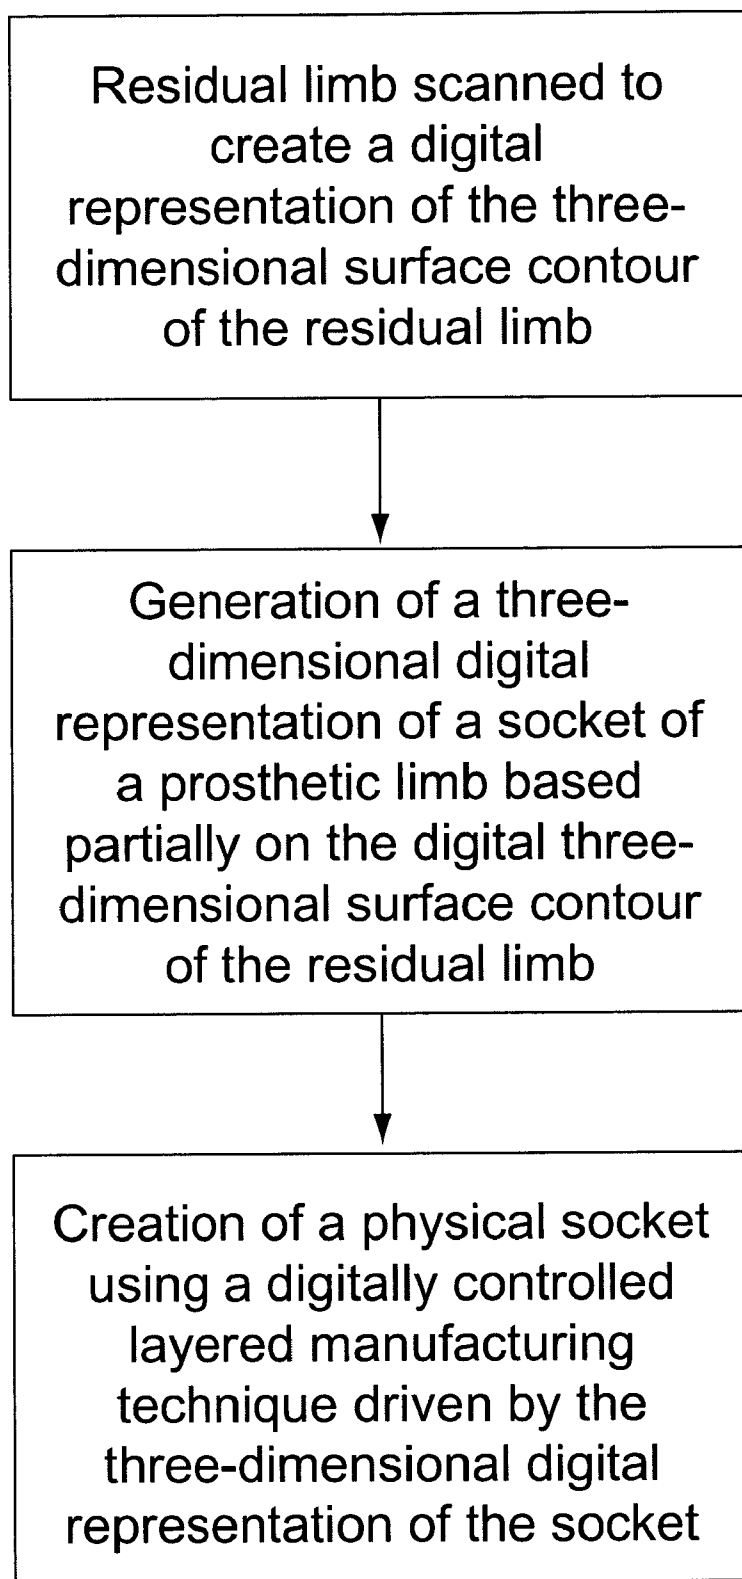 Residual limb scanned to
create a digital
representation of the three-
dimensional surface contour
of the residual limb
Generation of a three-
dimensional digital
representation of a socket of
a prosthetic limb based
partially on the digital three-
dimensional surface contour
of the residual limb
Creation of a physical socket
using a digitally controlled
layered manufacturing
technique driven by the
three-dimensional digital
representation of the socket